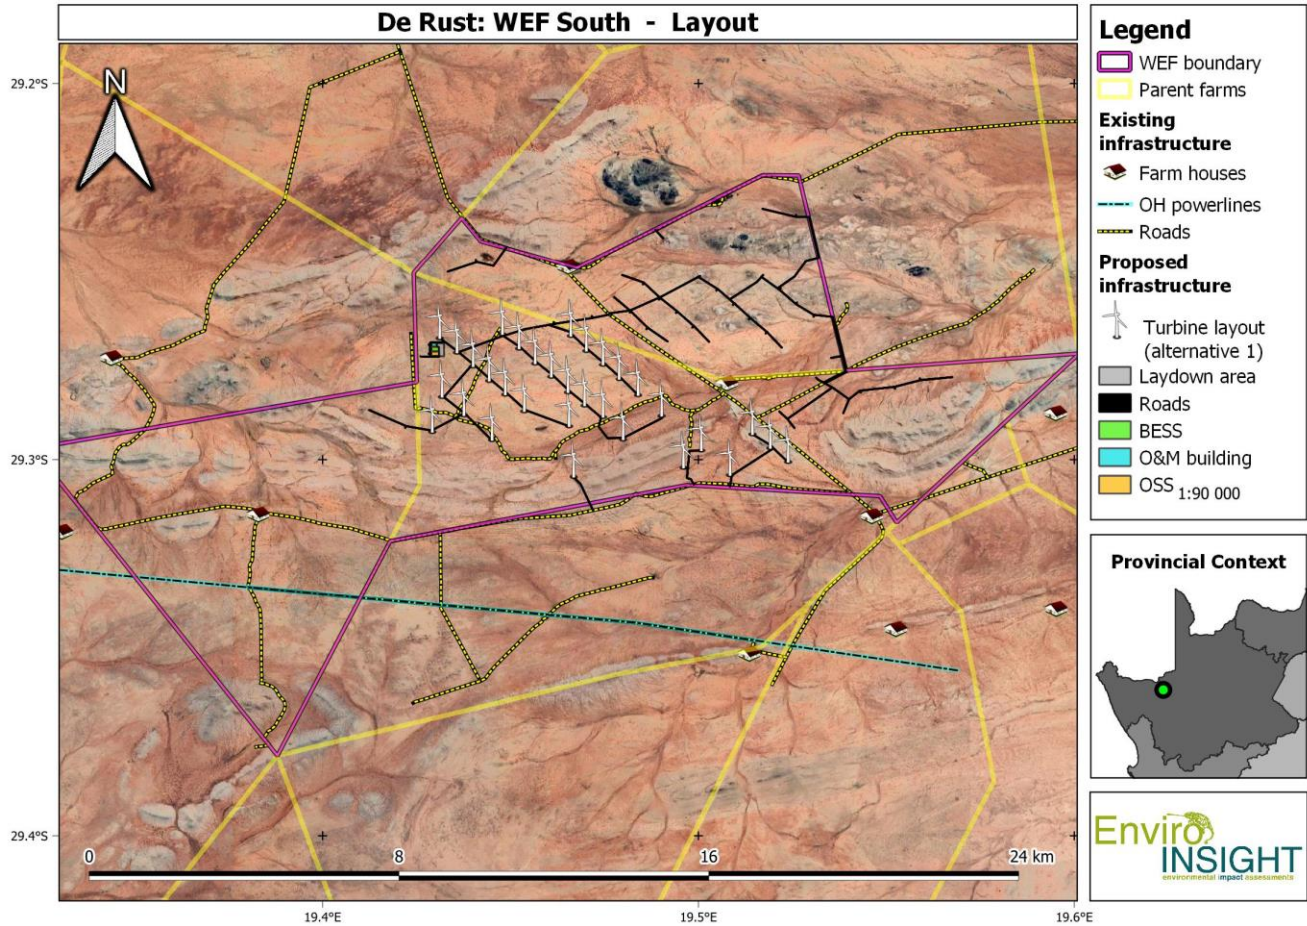 De Rust: WEF South - Layout
N
29.2°S
29.3°S
29.4°S
0 8 16 24 km
19.4°E 19.5°E 19.6°E
Legend
WEF boundary
Parent farms
Existing
infrastructure
Farm houses
OH powerlines
Roads
Proposed
infrastructure
Turbine layout
(alternative 1)
Laydown area
Roads
BESS
O&M building
OSS 1:90 000
Provincial Context
Enviro
INSIGHT
environmental impact assessments